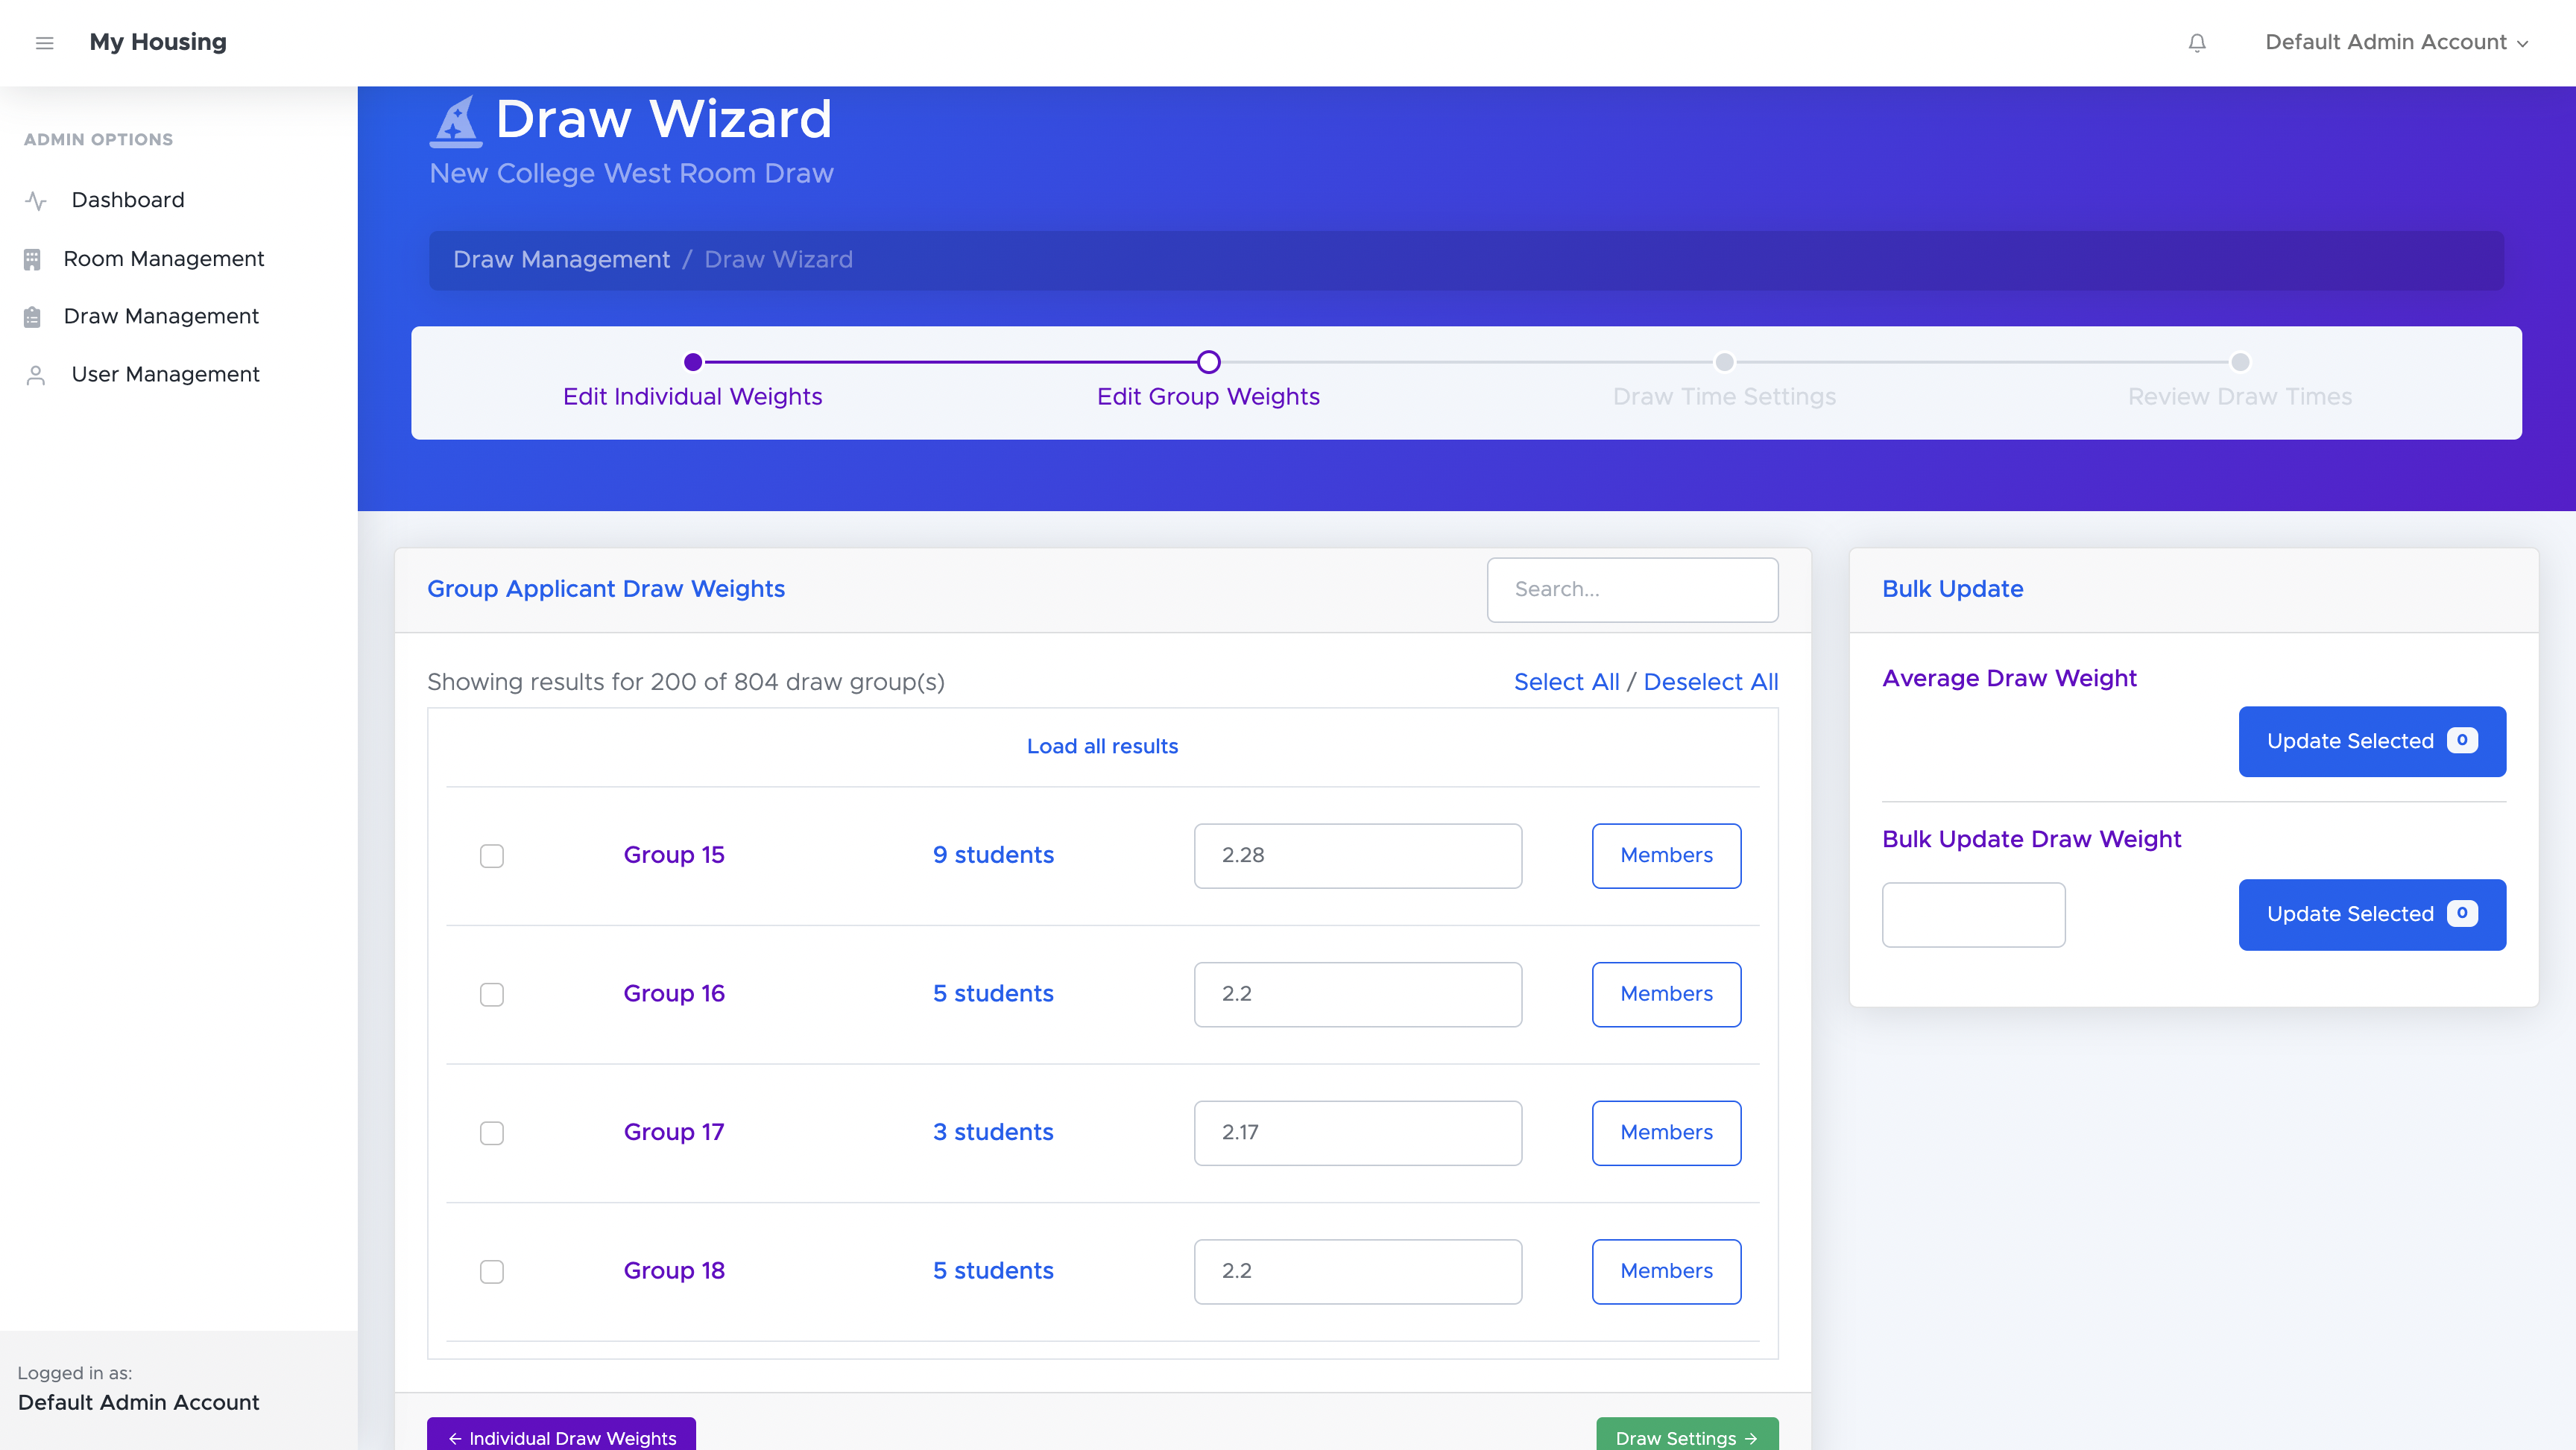 My Housing
Default Admin Account
ADMIN OPTIONS
Dashboard
Room Management
Draw Management
User Management
Logged in as:
Default Admin Account
Draw Wizard
New College West Room Draw
Draw Management / Draw Wizard
Edit Individual Weights
Edit Group Weights
Draw Time Settings
Review Draw Times
Group Applicant Draw Weights
Search...
Showing results for 200 of 804 draw group(s)
Select All / Deselect All
Load all results
Group 15 9 students 2.28 Members
Group 16 5 students 2.2 Members
Group 17 3 students 2.17 Members
Group 18 5 students 2.2 Members
← Individual Draw Weights
Draw Settings →
Bulk Update
Average Draw Weight
Update Selected 0
Bulk Update Draw Weight
Update Selected 0